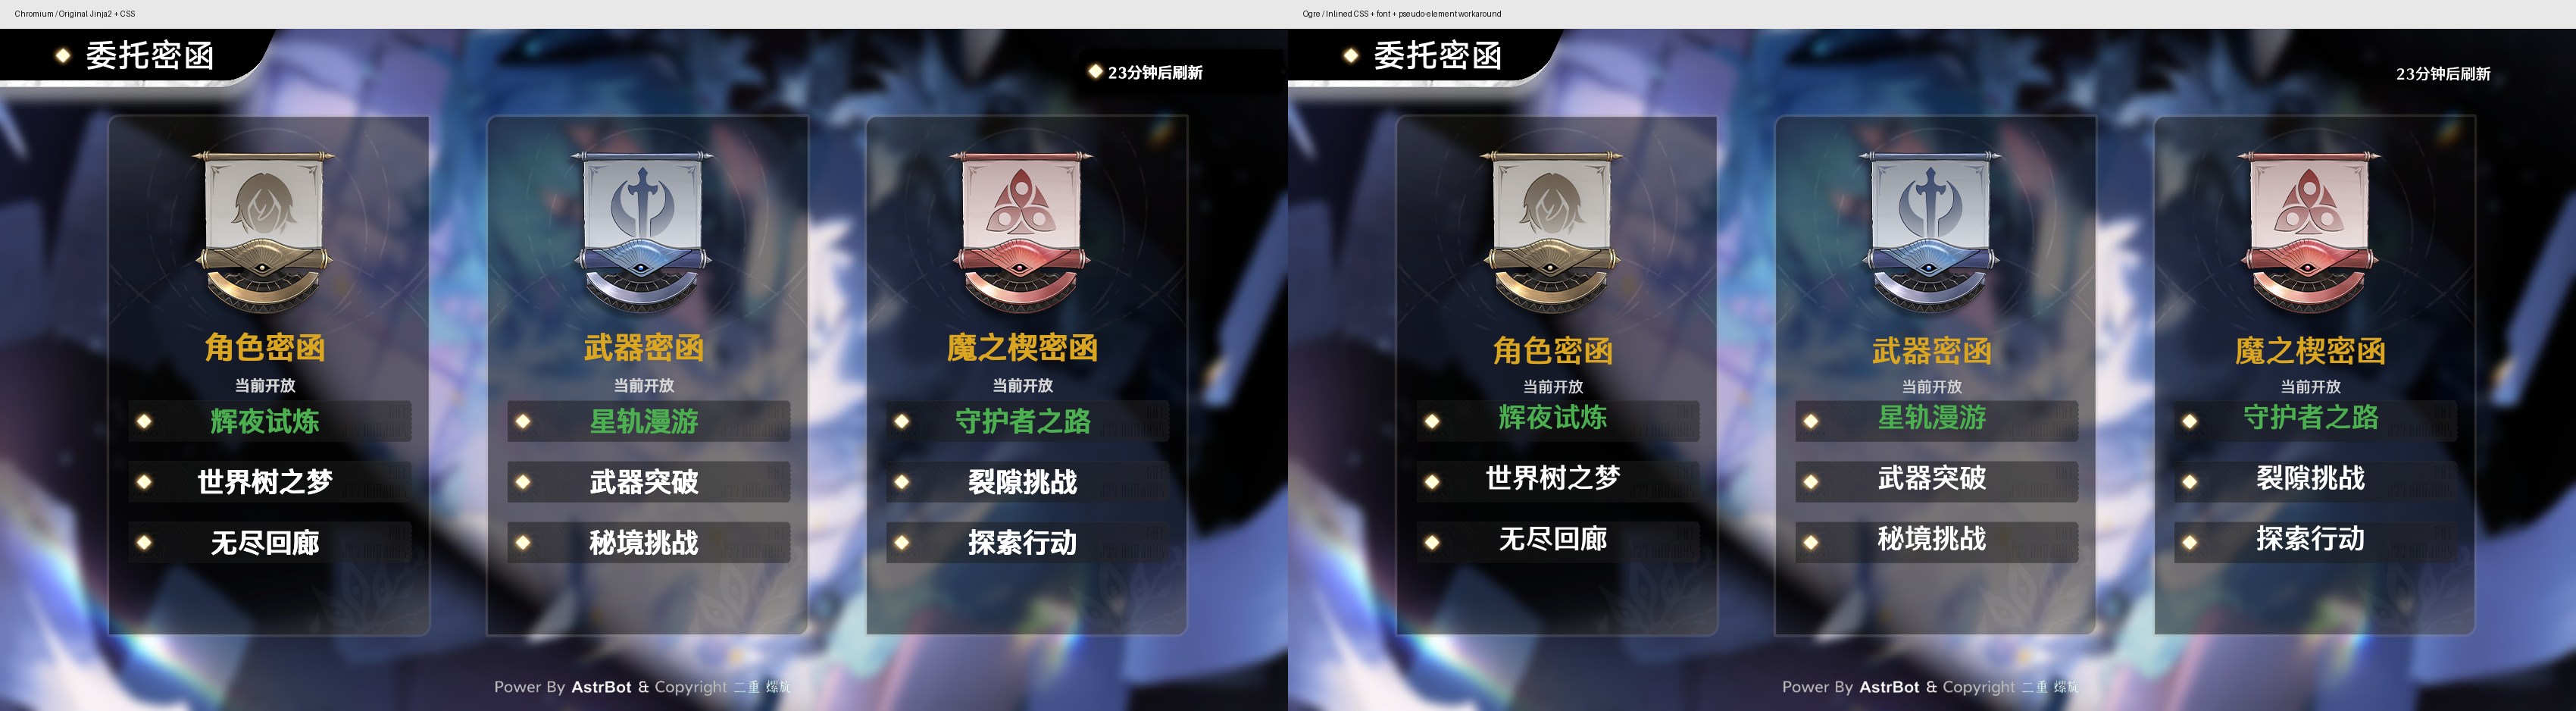 Chromium / Original Jinja2 + CSS
委托密函
23分钟后刷新
角色密函
当前开放
辉夜试炼
世界树之梦
无尽回廊
武器密函
当前开放
星轨漫游
武器突破
秘境挑战
魔之楔密函
当前开放
守护者之路
裂隙挑战
探索行动
Power By AstrBot & Copyright 二重 螺旋
Ogre / Inlined CSS + font + pseudo-element workaround
委托密函
23分钟后刷新
角色密函
当前开放
辉夜试炼
世界树之梦
无尽回廊
武器密函
当前开放
星轨漫游
武器突破
秘境挑战
魔之楔密函
当前开放
守护者之路
裂隙挑战
探索行动
Power By AstrBot & Copyright 二重 螺旋